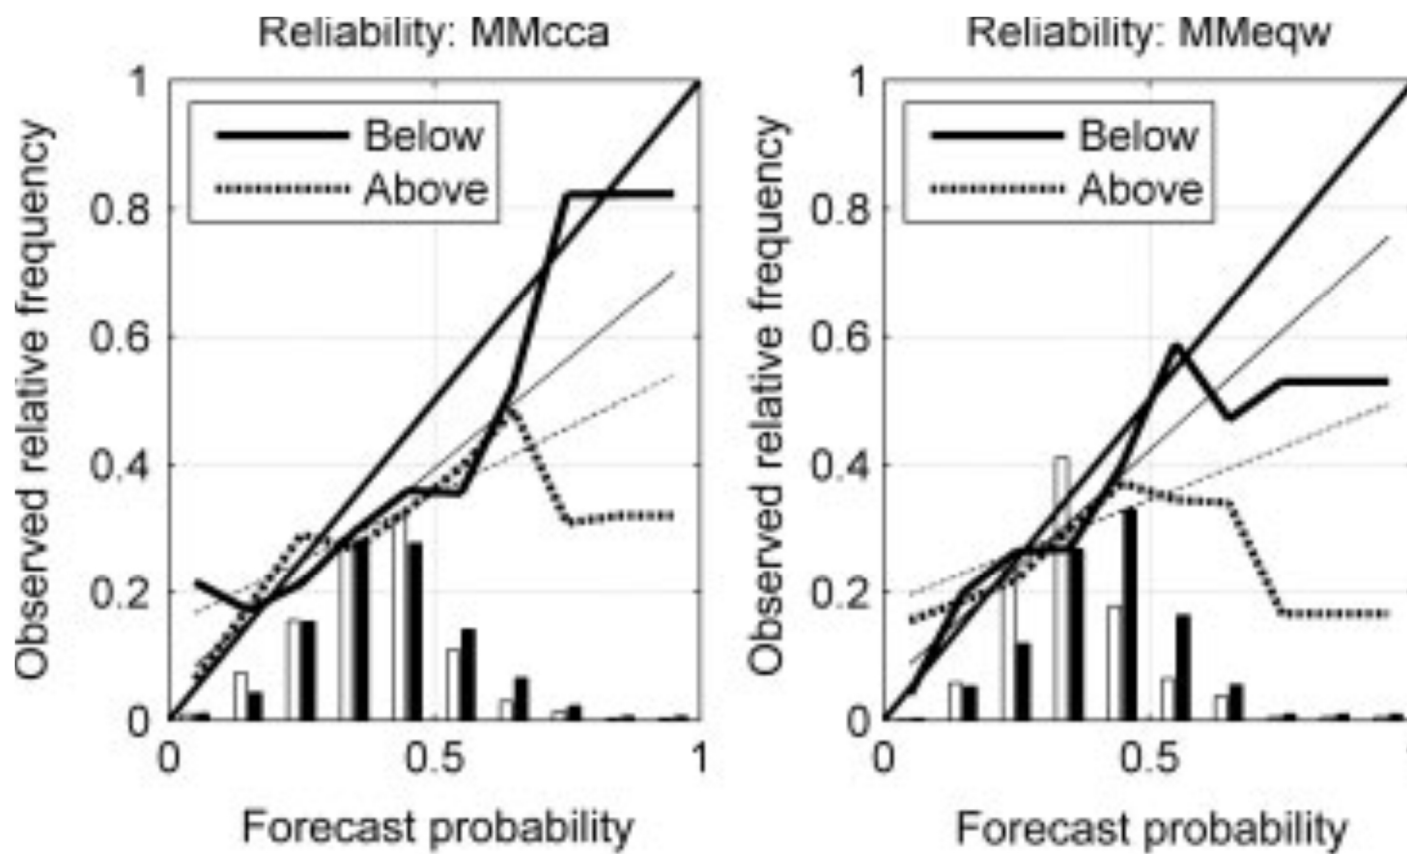 Reliability: MMcca
Observed relative frequency
1
0.8
0.6
0.4
0.2
0
Below
Above
0
0.5
1
Forecast probability
Reliability: MMeqw
Observed relative frequency
1
0.8
0.6
0.4
0.2
0
Below
Above
0
0.5
1
Forecast probability